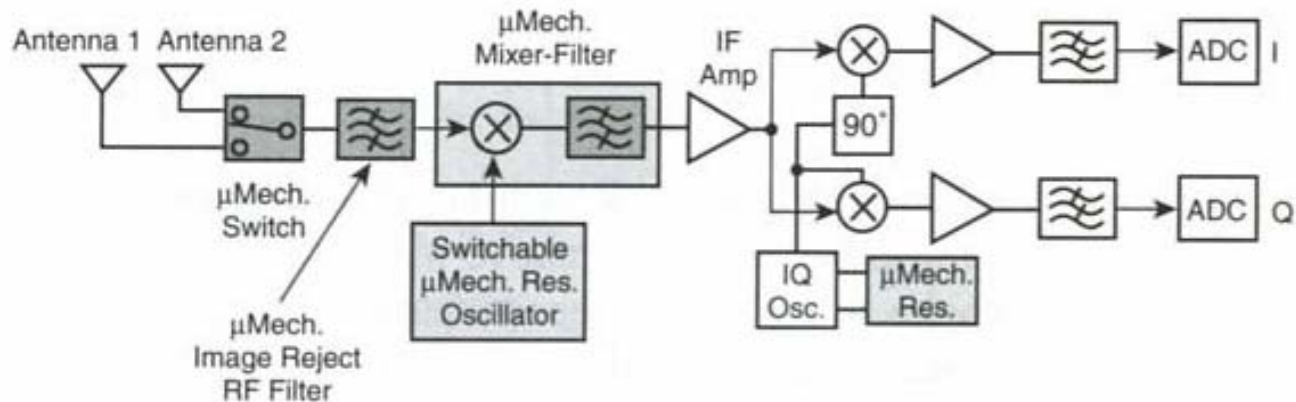 Antenna 1
Antenna 2
μMech.
Switch
μMech.
Image Reject
RF Filter
μMech.
Mixer-Filter
Switchable
μMech. Res.
Oscillator
IF
Amp
90°
IQ
Osc.
μMech.
Res.
ADC
I
ADC
Q